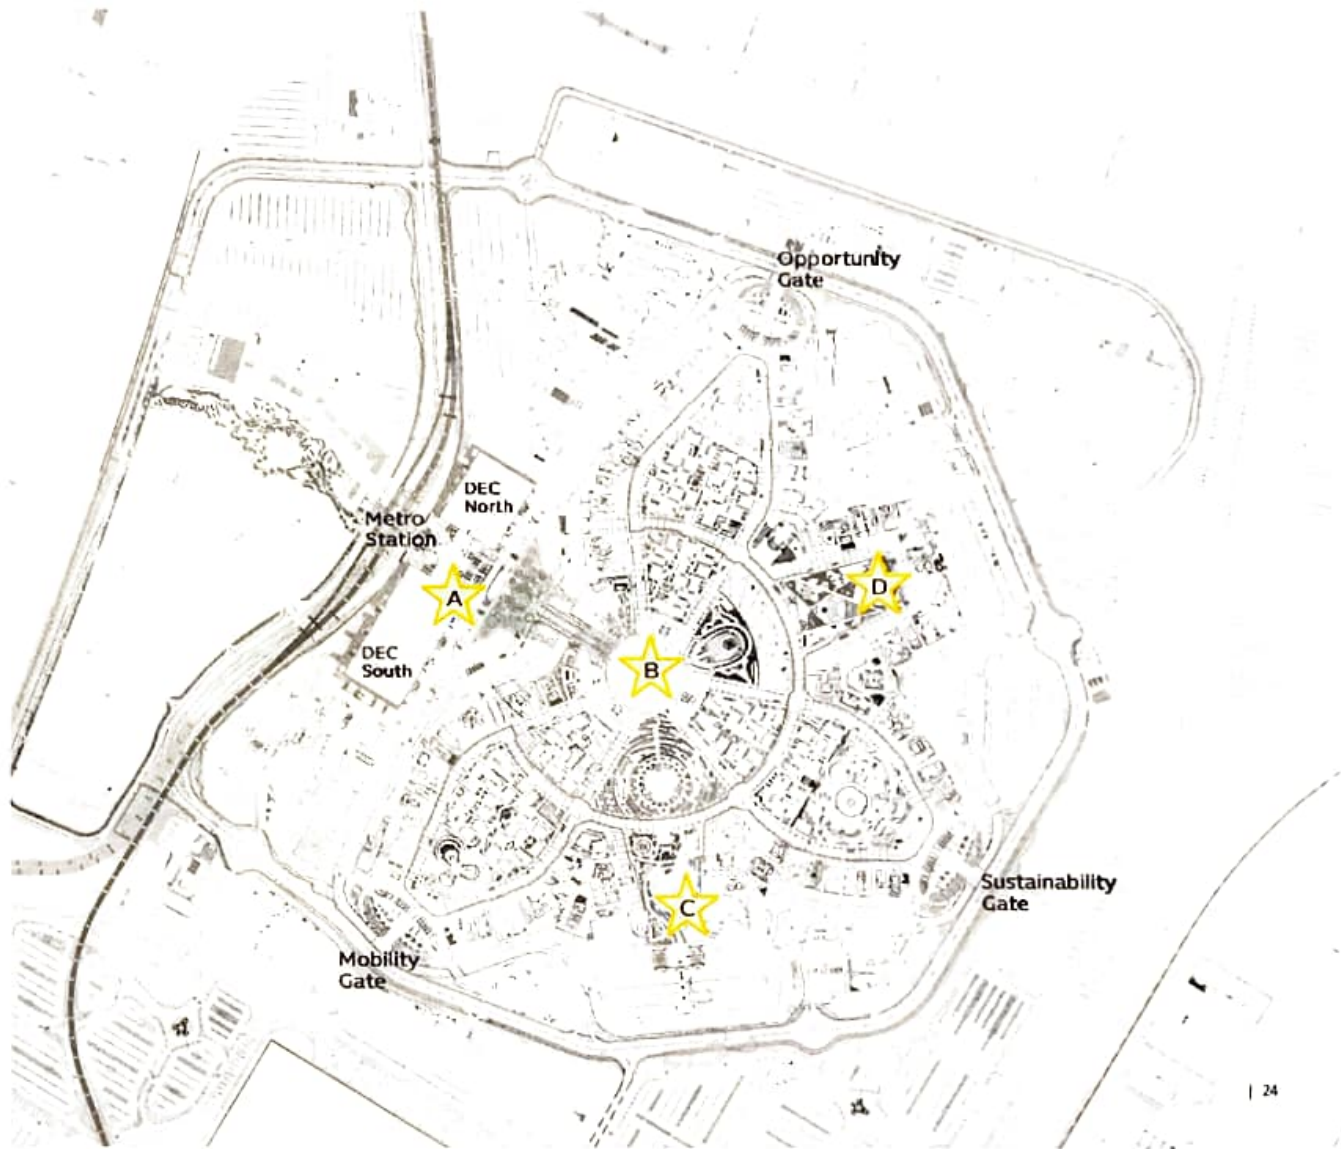 Opportunity
Gate
DEC
North
Metro
Station
A
D
DEC
South
B
Sustainability
Gate
C
Mobility
Gate
| 24